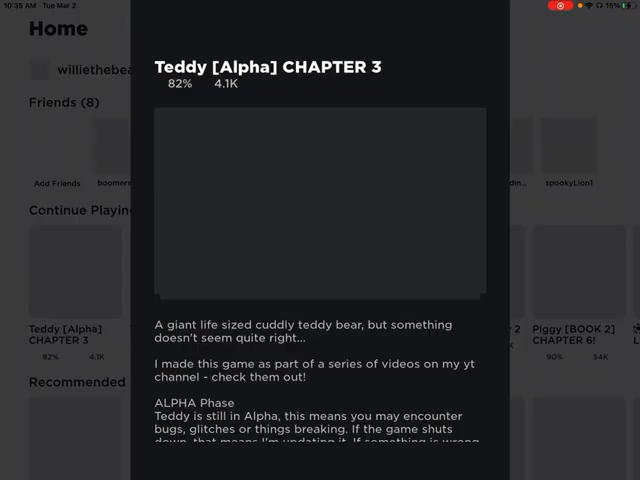 10:35 AM Tue Mar 2
15%
Home
williethebea
Friends (8)
Add Friends
boomers
din...
spookyLion1
Continue Playin
Teddy [Alpha]
CHAPTER 3
82% 4.1K
Recommended
Teddy [Alpha] CHAPTER 3
82% 4.1K
A giant life sized cuddly teddy bear, but something
doesn't seem quite right...
I made this game as part of a series of videos on my yt
channel - check them out!
ALPHA Phase
Teddy is still in Alpha, this means you may encounter
bugs, glitches or things breaking. If the game shuts
down, that means I'm updating it. If something is wrong
2
K
Piggy [BOOK 2]
CHAPTER 6!
90% 54K
L